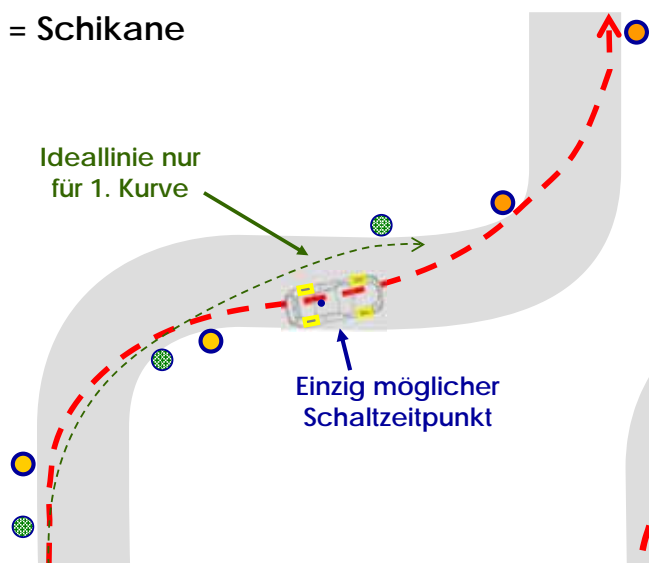 = Schikane
Ideallinie nur
für 1. Kurve
Einzig möglicher
Schaltzeitpunkt